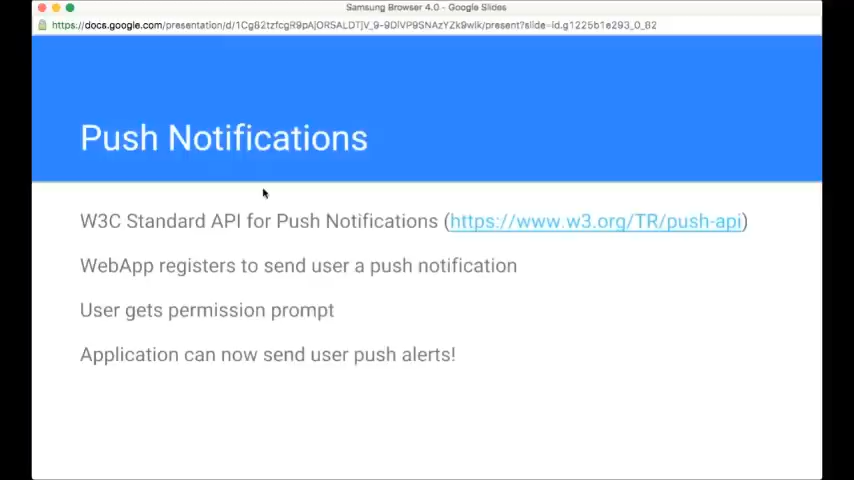 Samsung Browser 4.0 - Google Slides
Push Notifications
W3C Standard API for Push Notifications (https://www.w3.org/TR/push-api)
WebApp registers to send user a push notification
User gets permission prompt
Application can now send user push alerts!